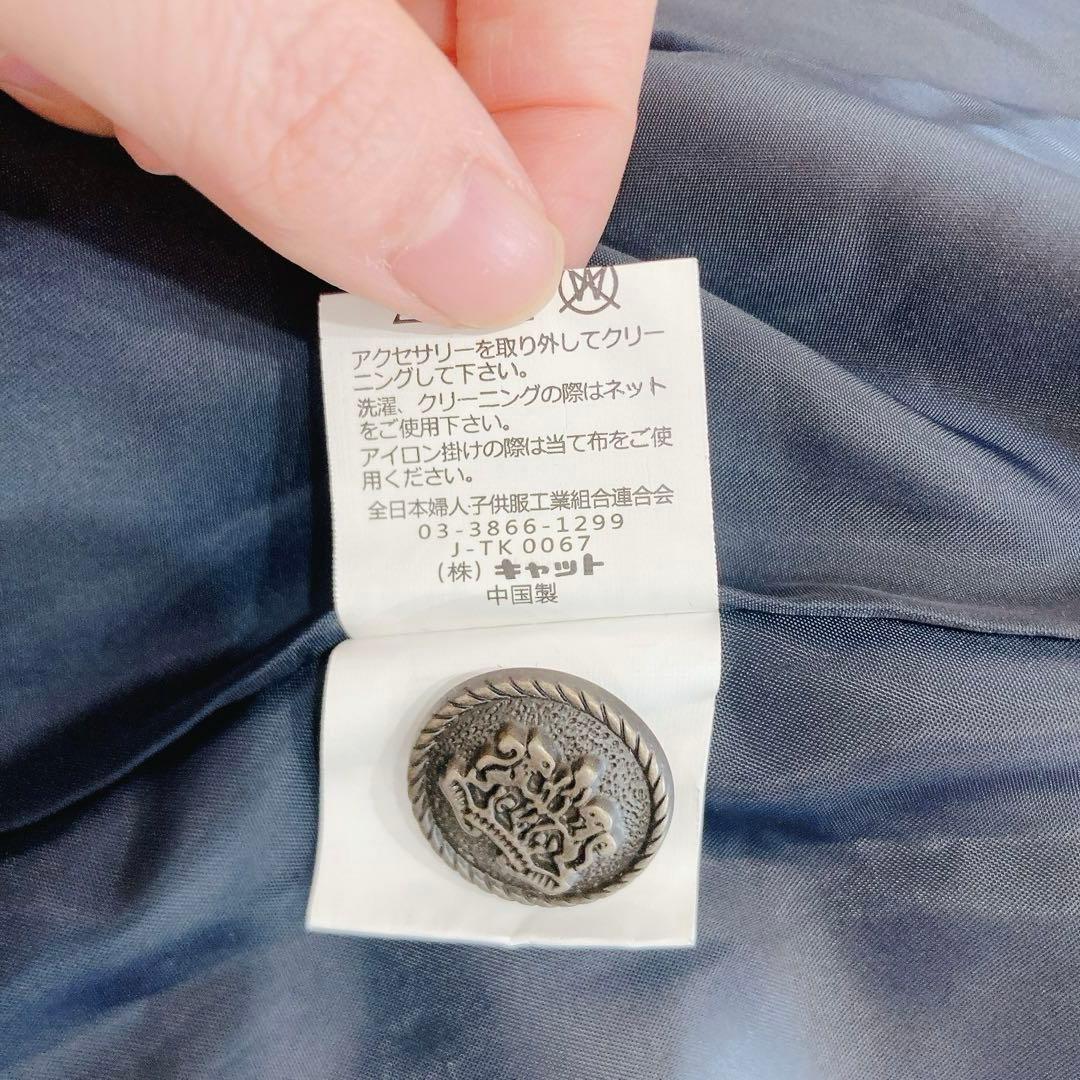 W
アクセサリーを取り外してクリー
ニングして下さい。
洗濯、クリーニングの際はネット
をご使用下さい。
アイロン掛けの際は当て布をご使
用ください。
全日本婦人子供服工業組合連合会
03-3866-1299
J-TK0067
(株) キャット
中国製